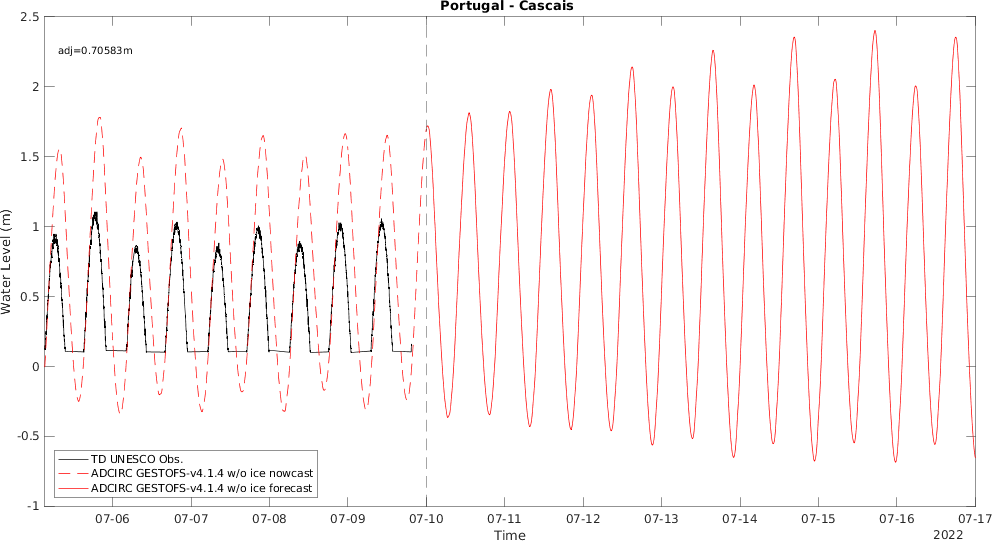 Portugal - Cascais
adj=0.70583m
2.5
2
1.5
1
0.5
0
-0.5
-1
Water Level (m)
TD UNESCO Obs.
ADCIRC GESTOFS-v4.1.4 w/o ice nowcast
ADCIRC GESTOFS-v4.1.4 w/o ice forecast
07-06 07-07 07-08 07-09 07-10 07-11 07-12 07-13 07-14 07-15 07-16 07-17
Time
2022